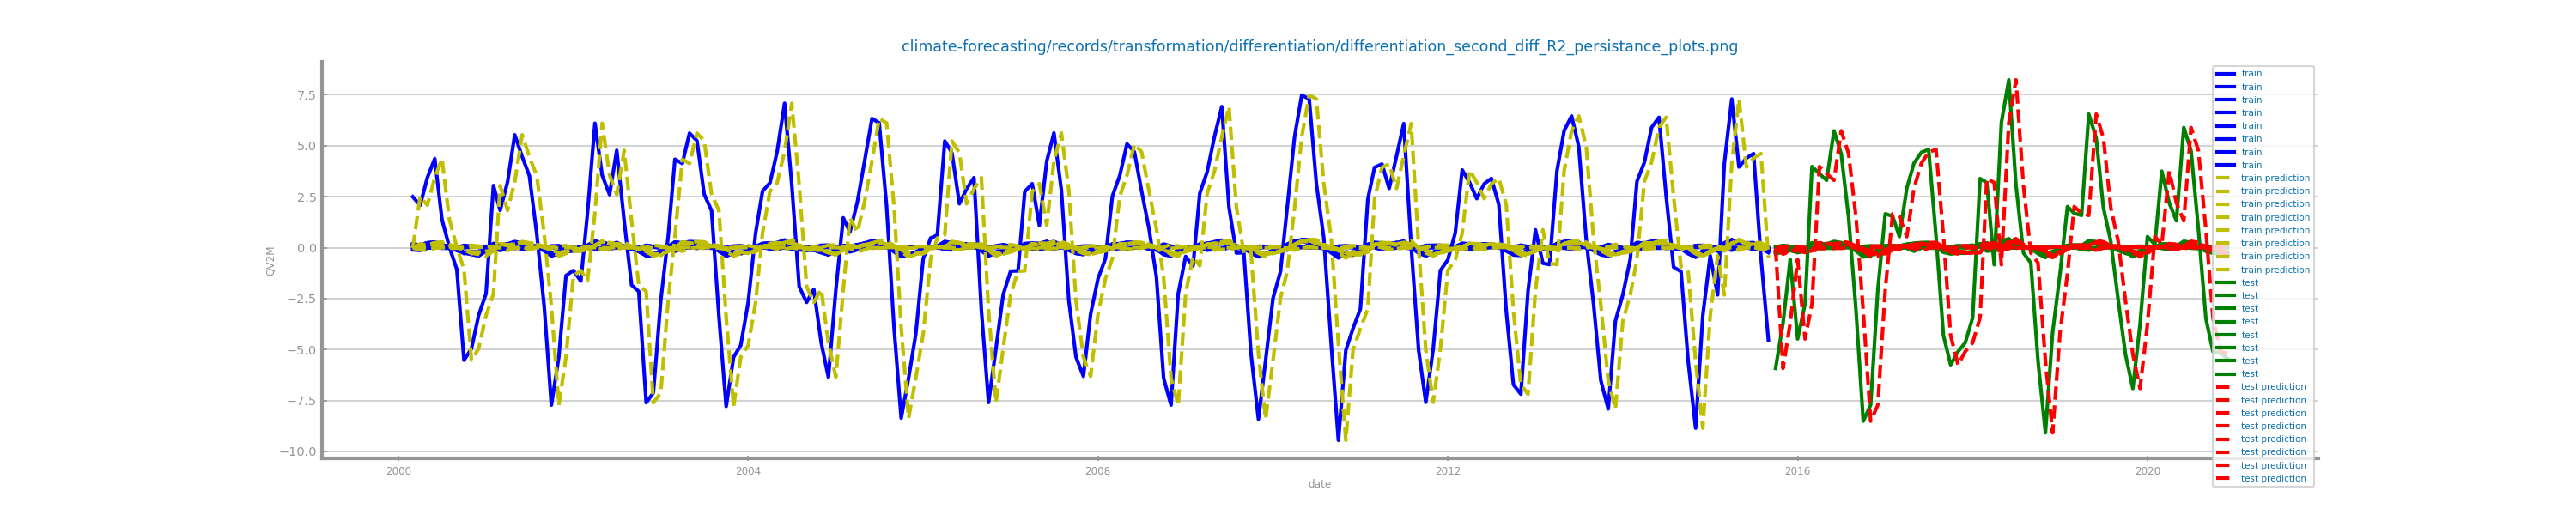 climate-forecasting/records/transformation/differentiation/differentiation_second_diff_R2_persistance_plots.png
7.5
5.0
2.5
0.0
−2.5
−5.0
−7.5
−10.0
QV2M
2000
2004
2008
2012
2016
2020
date
train
train
train
train
train
train
train
train
train prediction
train prediction
train prediction
train prediction
train prediction
train prediction
train prediction
train prediction
test
test
test
test
test
test
test
test
test prediction
test prediction
test prediction
test prediction
test prediction
test prediction
test prediction
test prediction